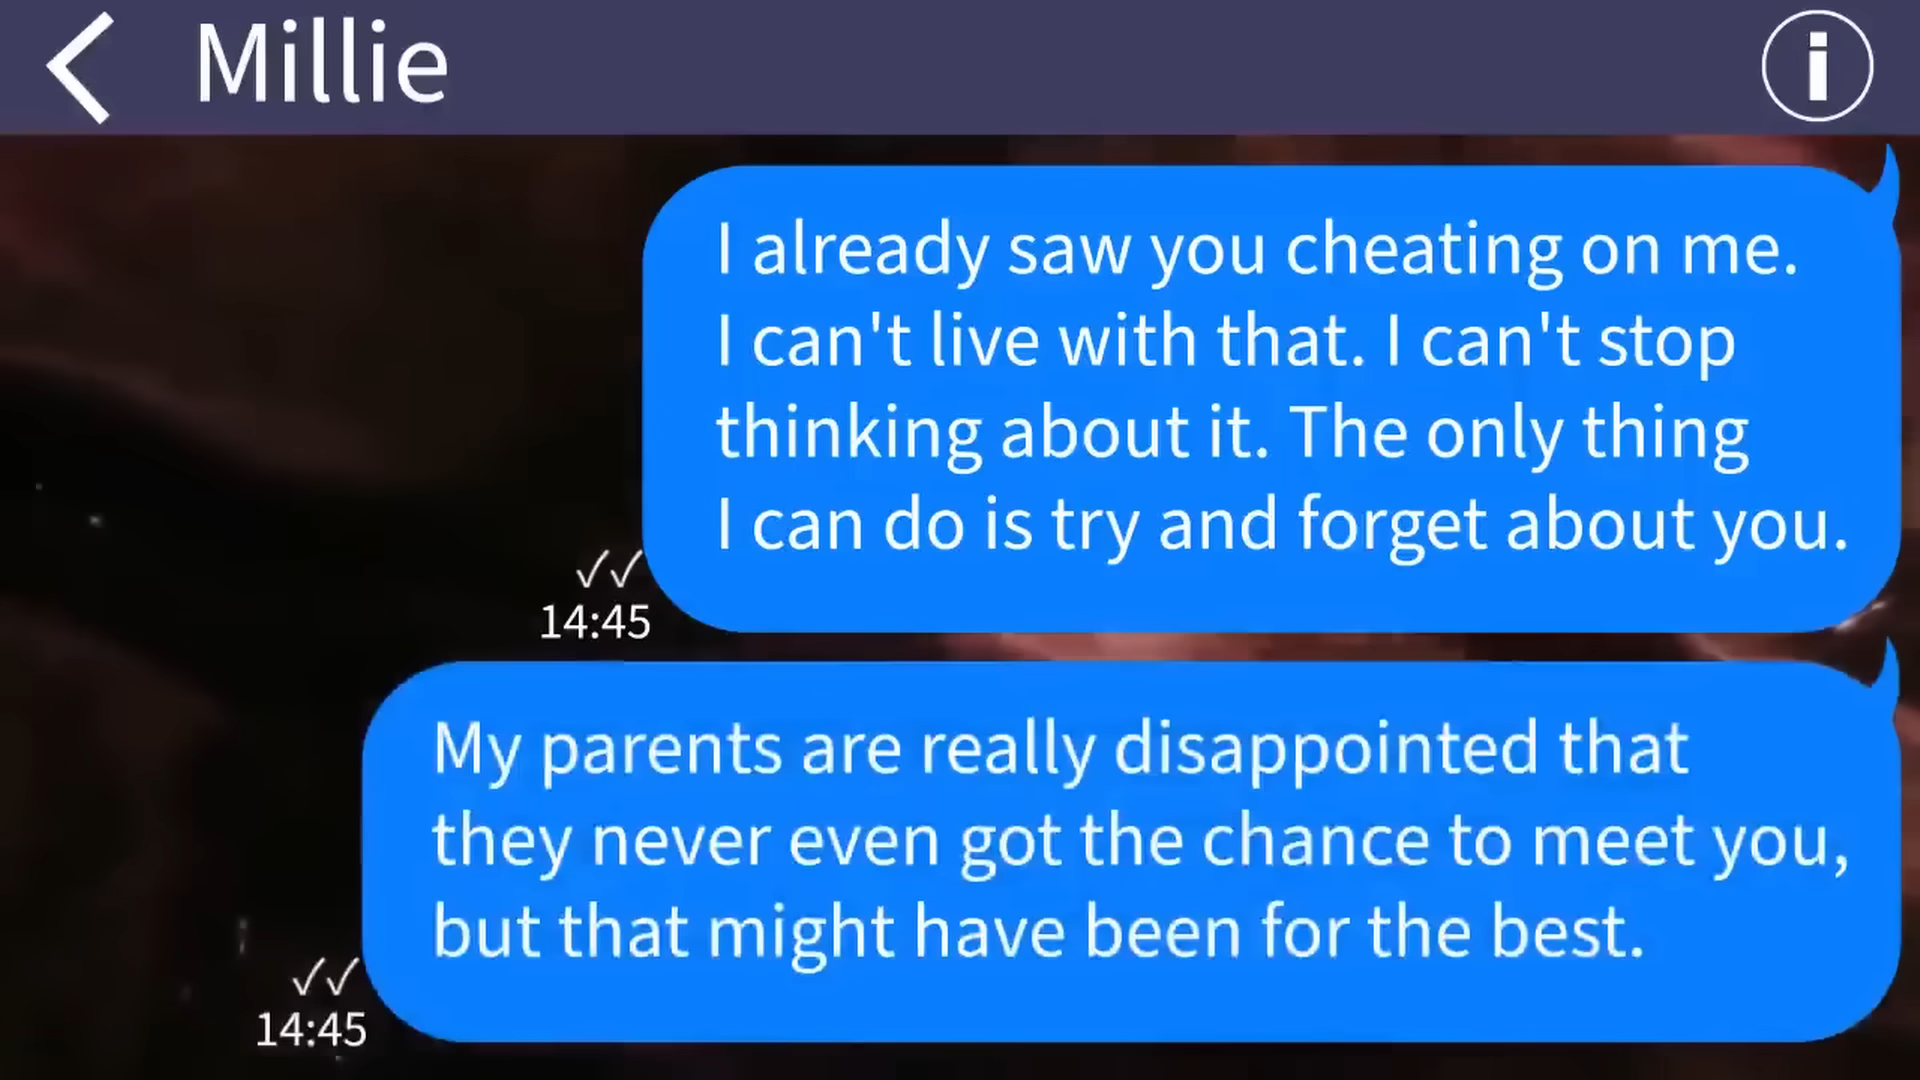 Millie
I already saw you cheating on me.
I can't live with that. I can't stop
thinking about it. The only thing
I can do is try and forget about you.
✓✓
14:45
My parents are really disappointed that
they never even got the chance to meet you,
but that might have been for the best.
✓✓
14:45